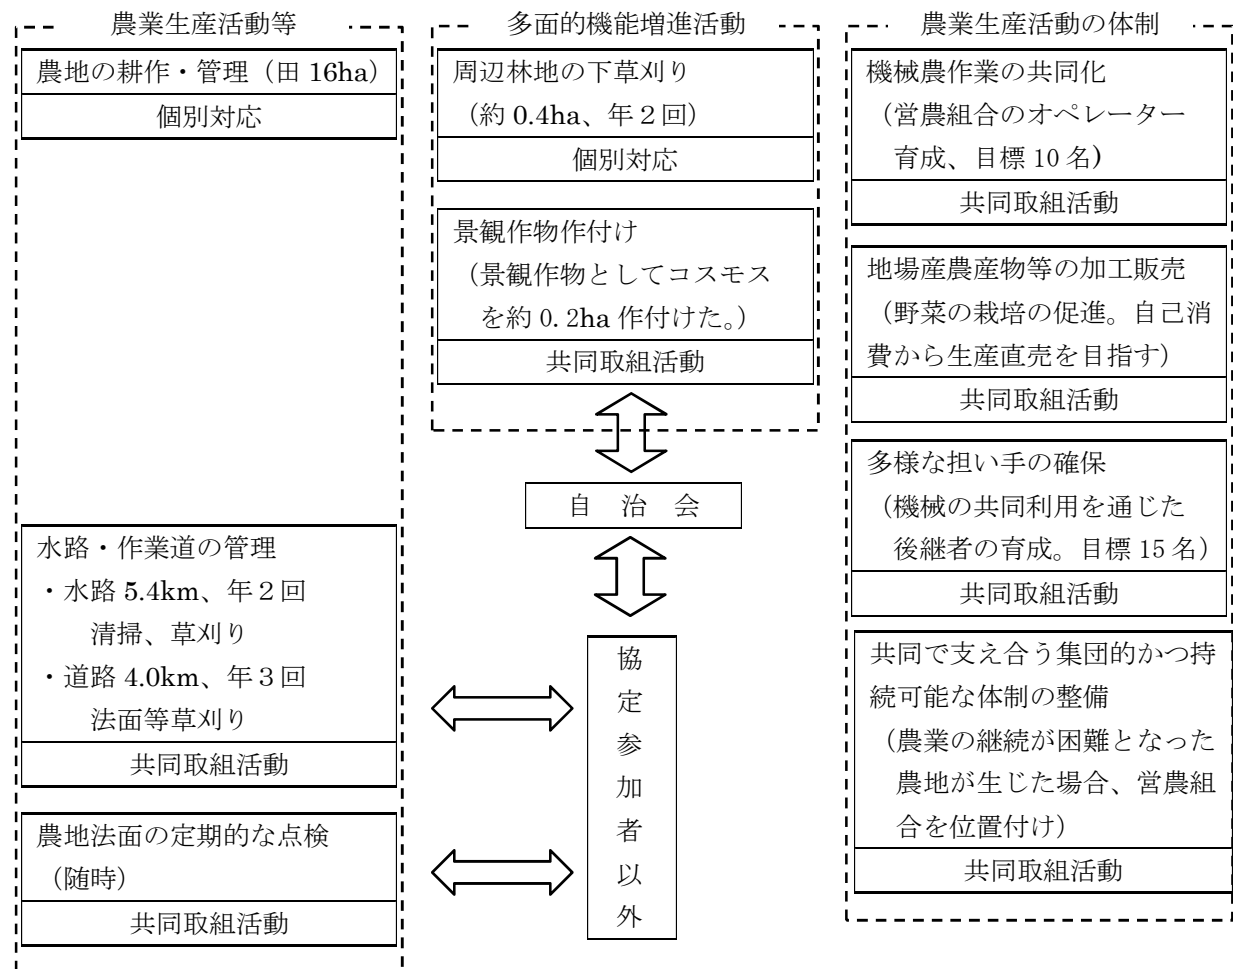 農業生産活動等
農地の耕作・管理（田 16ha）
個別対応
水路・作業道の管理
・水路 5.4km、年２回
清掃、草刈り
・道路 4.0km、年３回
法面等草刈り
共同取組活動
農地法面の定期的な点検
（随時）
共同取組活動
多面的機能増進活動
周辺林地の下草刈り
（約 0.4ha、年２回）
個別対応
景観作物作付け
（景観作物としてコスモス
を約 0.2ha 作付けた。）
共同取組活動
自 治 会
協定参加者以外
農業生産活動の体制
機械農作業の共同化
（営農組合のオペレーター
育成、目標 10 名）
共同取組活動
地場産農産物等の加工販売
（野菜の栽培の促進。自己消
費から生産直売を目指す）
共同取組活動
多様な担い手の確保
（機械の共同利用を通じた
後継者の育成。目標 15 名）
共同取組活動
共同で支え合う集団的かつ持
続可能な体制の整備
（農業の継続が困難となった
農地が生じた場合、営農組
合を位置付け）
共同取組活動